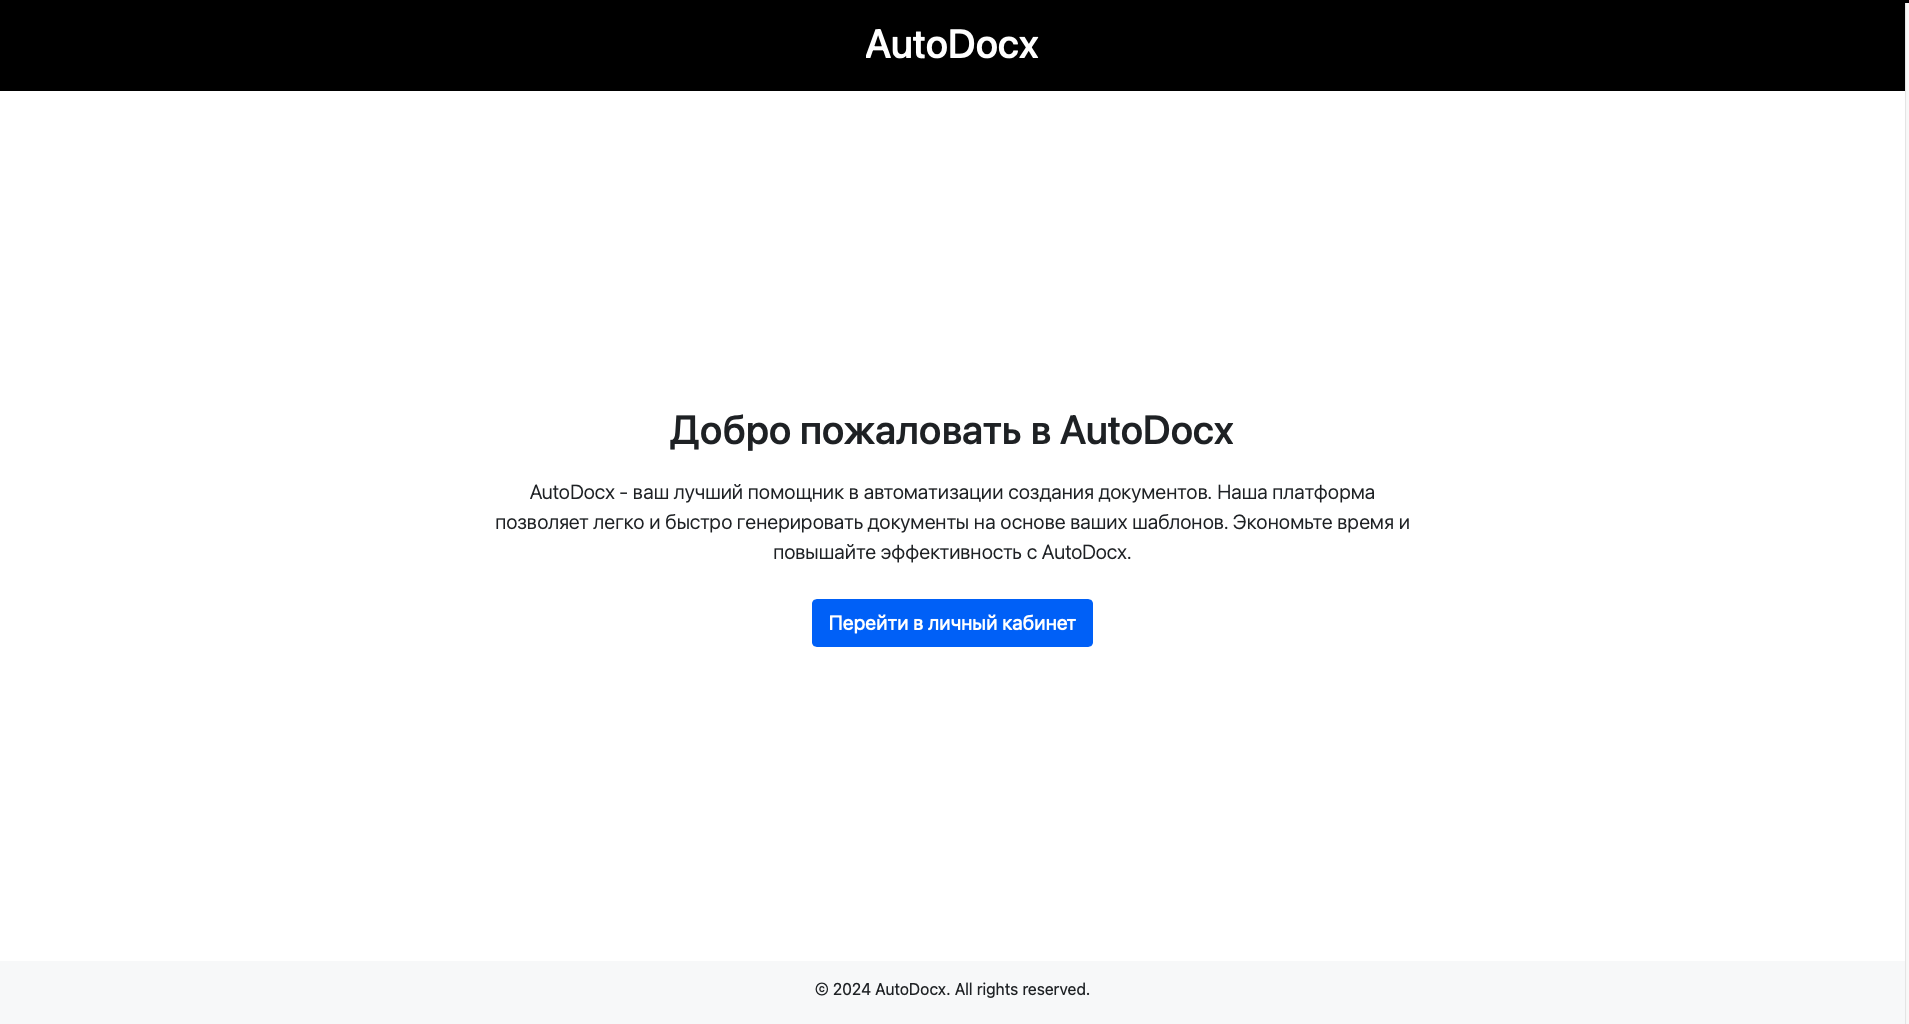 AutoDocx
Добро пожаловать в AutoDocx
AutoDocx - ваш лучший помощник в автоматизации создания документов. Наша платформа
позволяет легко и быстро генерировать документы на основе ваших шаблонов. Экономьте время и
повышайте эффективность с AutoDocx.
Перейти в личный кабинет
© 2024 AutoDocx. All rights reserved.